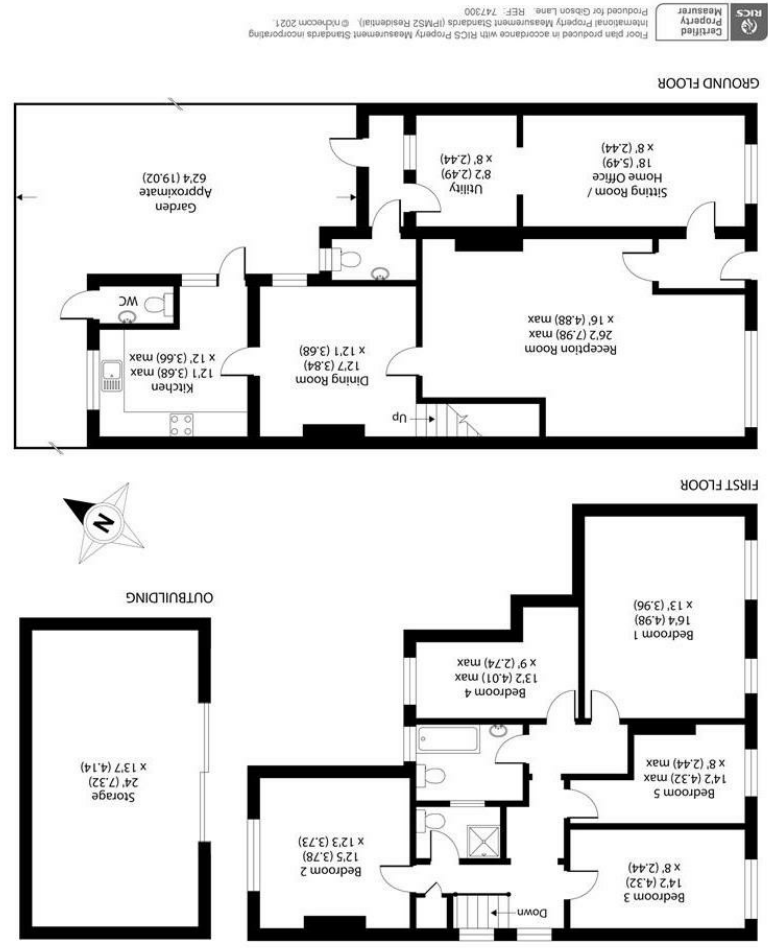 OUTBUILDING
Storage
24' (7.32)
x 13'7 (4.14)
Down
Bedroom 3
14'2 (4.32)
x 8' (2.44)
Bedroom 2
12'5 (3.78)
x 12'3 (3.73)
Bedroom 5
14'2 (4.32) max
x 8' (2.44) max
Bedroom 4
13'2 (4.01) max
x 9' (2.74) max
Bedroom 1
16'4 (4.98)
x 13' (3.96)
N
FIRST FLOOR
Up
Kitchen
12'1 (3.68) max
x 12' (3.66) max
Dining Room
12'7 (3.84)
x 12'1 (3.68)
Reception Room
26'2 (7.98) max
x 16' (4.88) max
WC
Garden
Approximate
62'4 (19.02)
Utility
8'2 (2.49)
x 8' (2.44)
Sitting Room /
Home Office
18' (5.49)
x 8' (2.44)
GROUND FLOOR
RICS
Certified
Property
Measurer
Floor plan produced in accordance with RICS Property Measurement Standards incorporating
International Property Measurement Standards (IPMS2 Residential). ©nichecom 2021.
Produced for Gibson Lane. REF: 747300